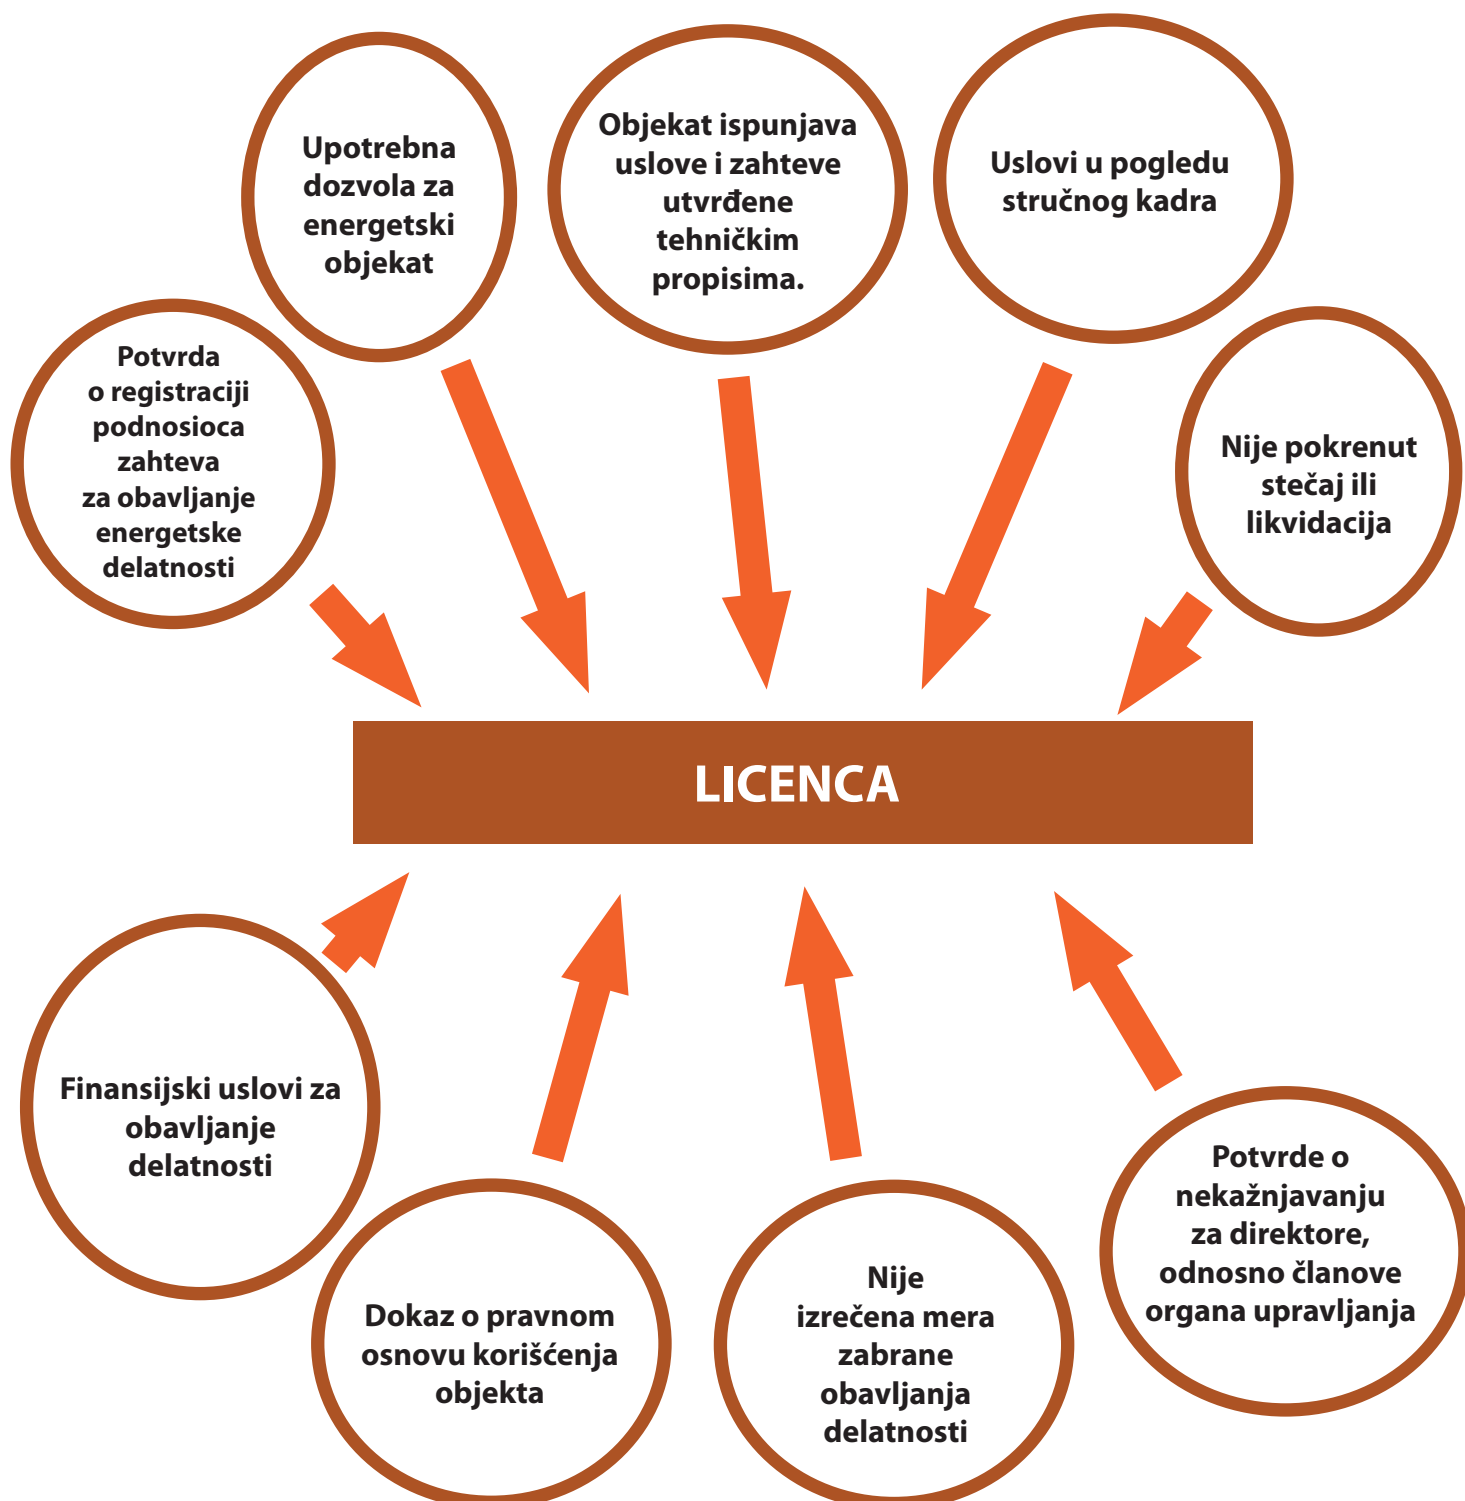 Upotrebna
dozvola za
energetski
objekat
Objekat ispunjava
uslove i zahteve
utvrđene
tehničkim
propisima.
Uslovi u pogledu
stručnog kadra
Potvrda
o registraciji
podnosioca
zahteva
za obavljanje
energetske
delatnosti
Nije pokrenut
stečaj ili
likvidacija
LICENCA
Finansijski uslovi za
obavljanje
delatnosti
Dokaz o pravnom
osnovu korišćenja
objekta
Nije
izrečena mera
zabrane
obavljanja
delatnosti
Potvrde o
nekažnjavanju
za direktore,
odnosno članove
organa upravljanja